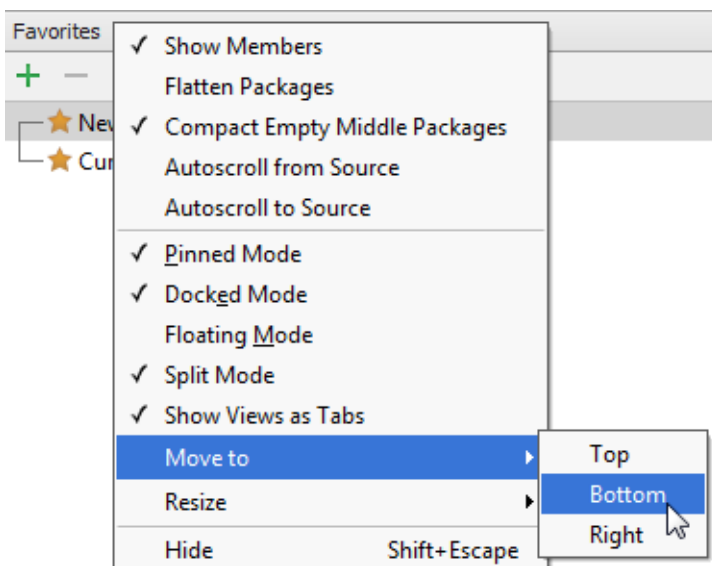 Favorites
Show Members
Flatten Packages
Compact Empty Middle Packages
Autoscroll from Source
Autoscroll to Source
Pinned Mode
Docked Mode
Floating Mode
Split Mode
Show Views as Tabs
Move to
Top
Bottom
Resize
Right
Hide Shift+Escape